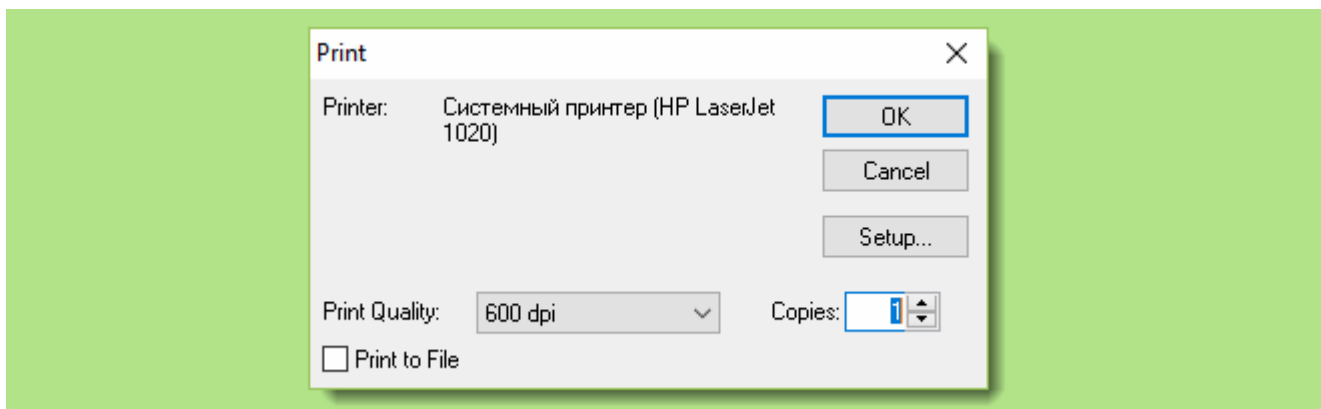 Print
Printer: Системный принтер (HP LaserJet
1020)
OK
Cancel
Setup...
Print Quality: 600 dpi
Copies: 1
Print to File